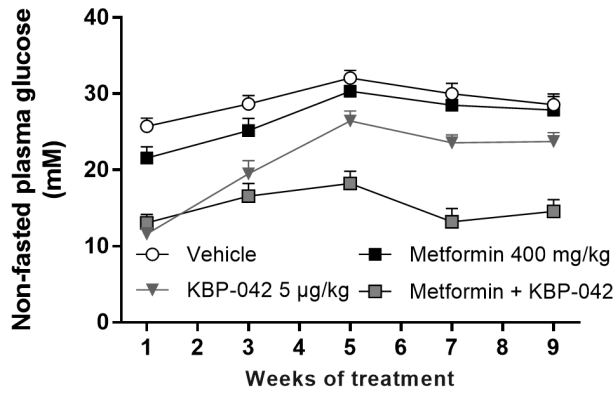 Non-fasted plasma glucose
(mM)
40
30
20
10
0
Vehicle
Metformin 400 mg/kg
KBP-042 5 µg/kg
Metformin + KBP-042
1 2 3 4 5 6 7 8 9
Weeks of treatment